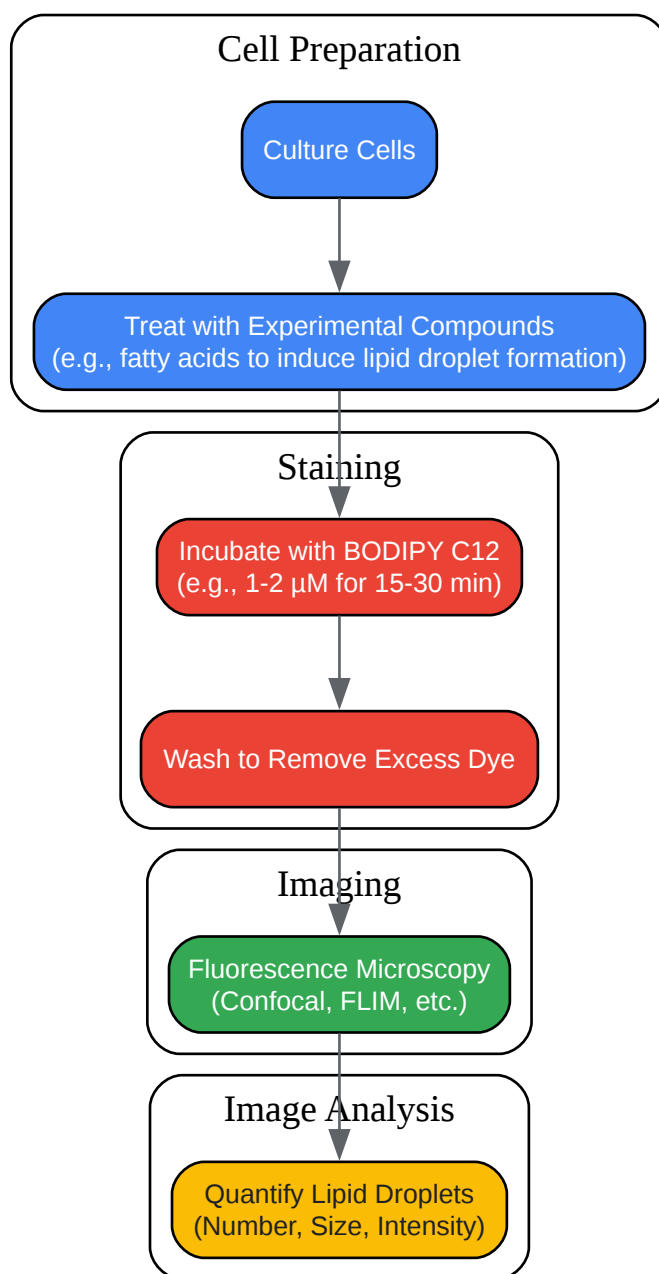 Cell Preparation
Culture Cells
Treat with Experimental Compounds
(e.g., fatty acids to induce lipid droplet formation)
Staining
Incubate with BODIPY C12
(e.g., 1-2 µM for 15-30 min)
Wash to Remove Excess Dye
Imaging
Fluorescence Microscopy
(Confocal, FLIM, etc.)
Image Analysis
Quantify Lipid Droplets
(Number, Size, Intensity)